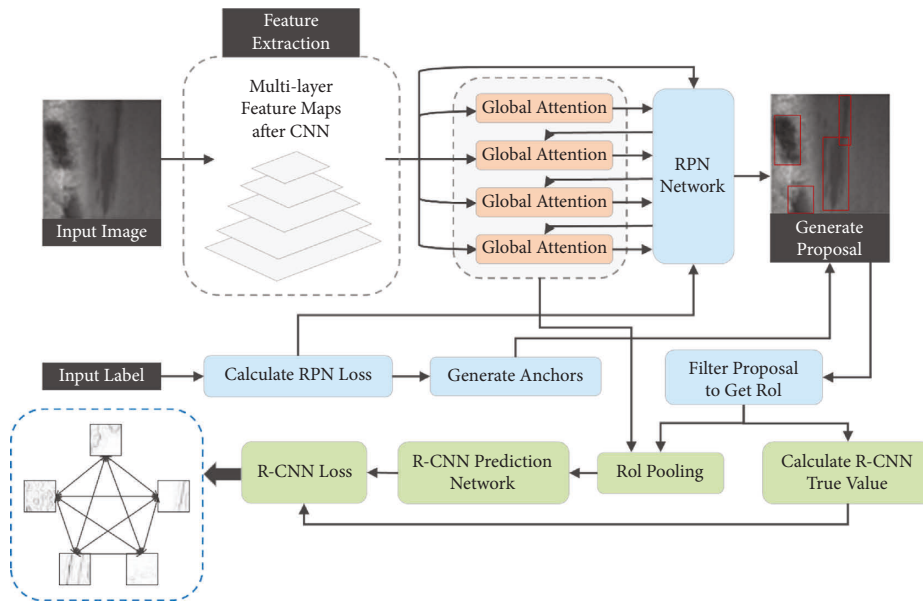 Feature
Extraction
Multi-layer
Feature Maps
after CNN
Input Image
Global Attention
Global Attention
Global Attention
Global Attention
RPN
Network
Generate
Proposal
Input Label
Calculate RPN Loss
Generate Anchors
Filter Proposal
to Get RoI
R-CNN Loss
R-CNN Prediction
Network
RoI Pooling
Calculate R-CNN
True Value